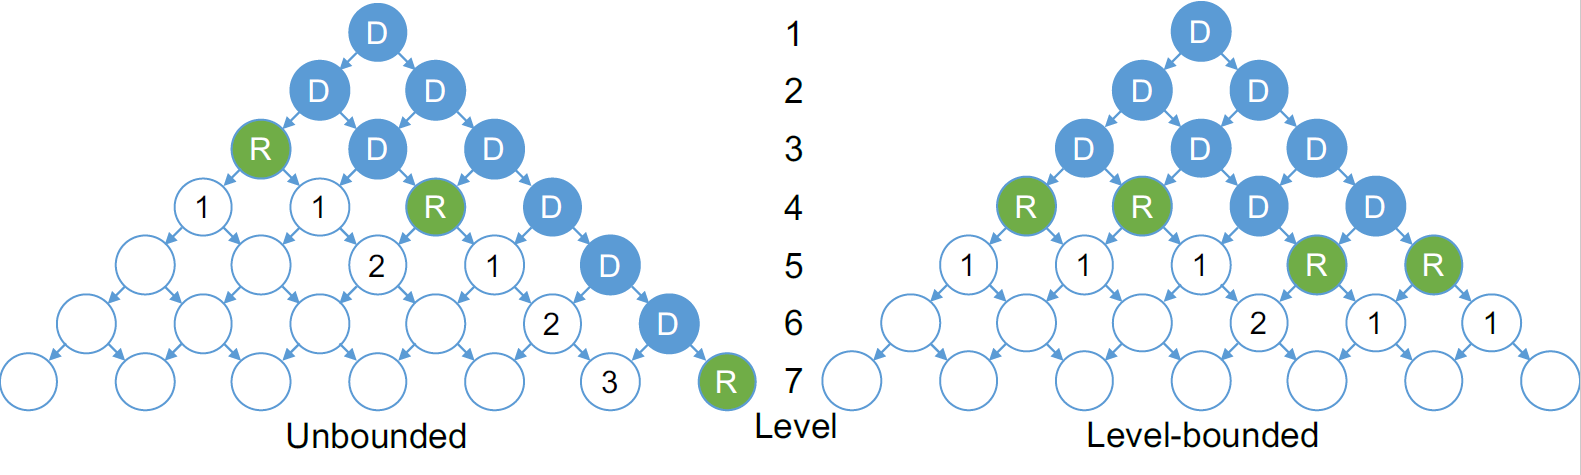 D 1 D
D D 2 D D
R D D 3 D D D
1 1 R D 4 R R D D
2 1 D 5 1 1 1 R R
2 D 6 2 1 1
3 R 7
Unbounded Level Level-bounded